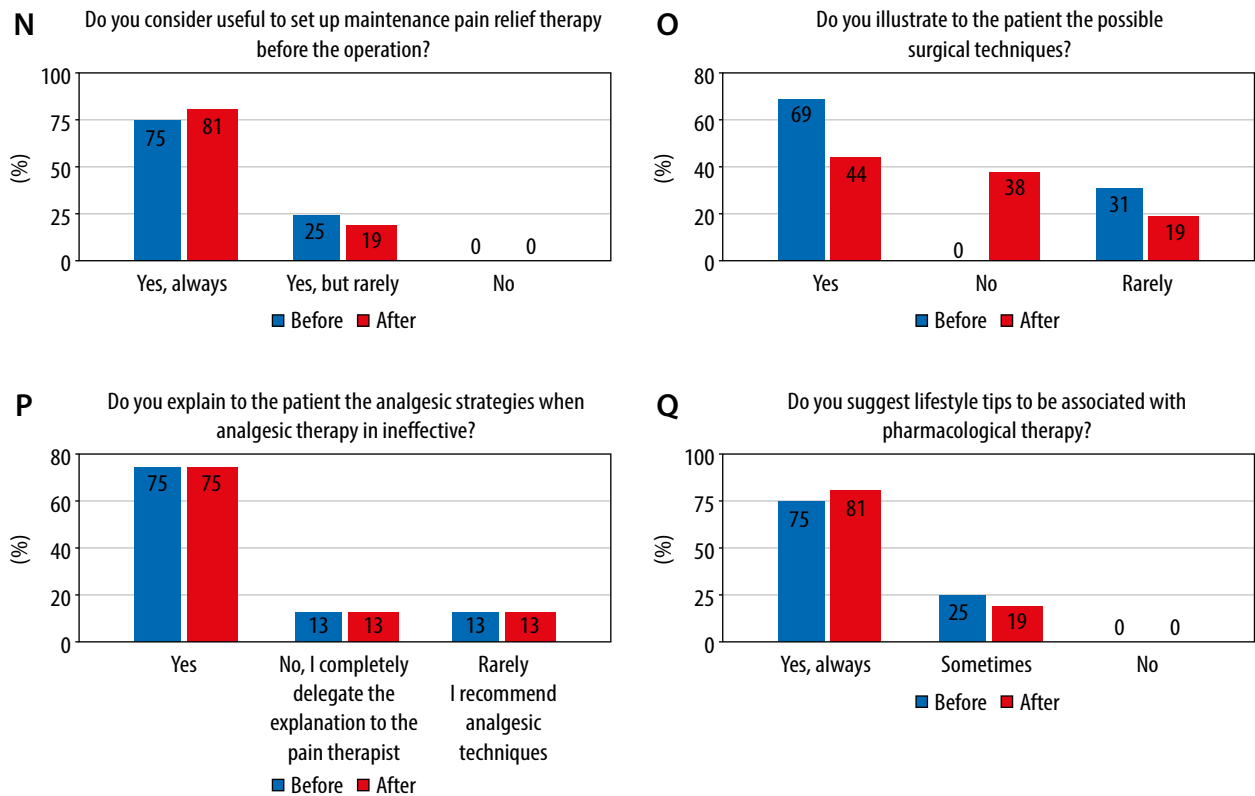 N
Do you consider useful to set up maintenance pain relief therapy
before the operation?
(%)
100
75
50
25
0
75
81
25
19
0
0
Yes, always
Yes, but rarely
No
Before
After
O
Do you illustrate to the patient the possible
surgical techniques?
(%)
80
60
40
20
0
69
44
0
38
31
19
Yes
No
Rarely
Before
After
P
Do you explain to the patient the analgesic strategies when
analgesic therapy in ineffective?
(%)
80
60
40
20
0
75
75
13
13
13
13
Yes
No, I completely
delegate the
explanation to the
pain therapist
Rarely
I recommend
analgesic
techniques
Before
After
Q
Do you suggest lifestyle tips to be associated with
pharmacological therapy?
(%)
100
75
50
25
0
75
81
25
19
0
0
Yes, always
Sometimes
No
Before
After